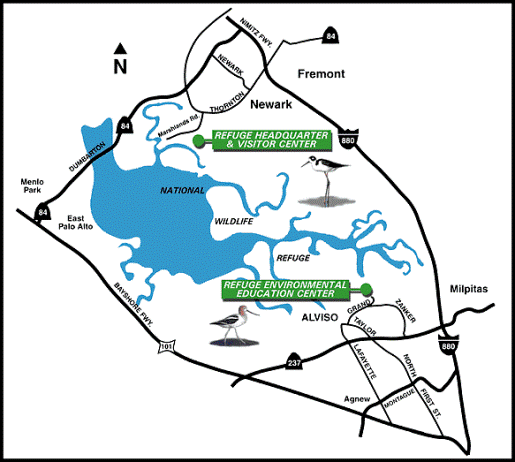 NIMITZ FWY.
84
N
NEWARK
Fremont
THORNTON
Newark
Marshlands Rd.
84
880
REFUGE HEADQUARTER
& VISITOR CENTER
DUMBARTON
Menlo
Park
NATIONAL
84
East
Palo Alto
WILDLIFE
REFUGE
BAYSHORE FWY.
REFUGE ENVIRONMENTAL
EDUCATION CENTER
Milpitas
GRAND
ZANKER
ALVISO
TAYLOR
101
237
880
LAFAYETTE
NORTH
FIRST ST.
Agnew
MONTAGUE